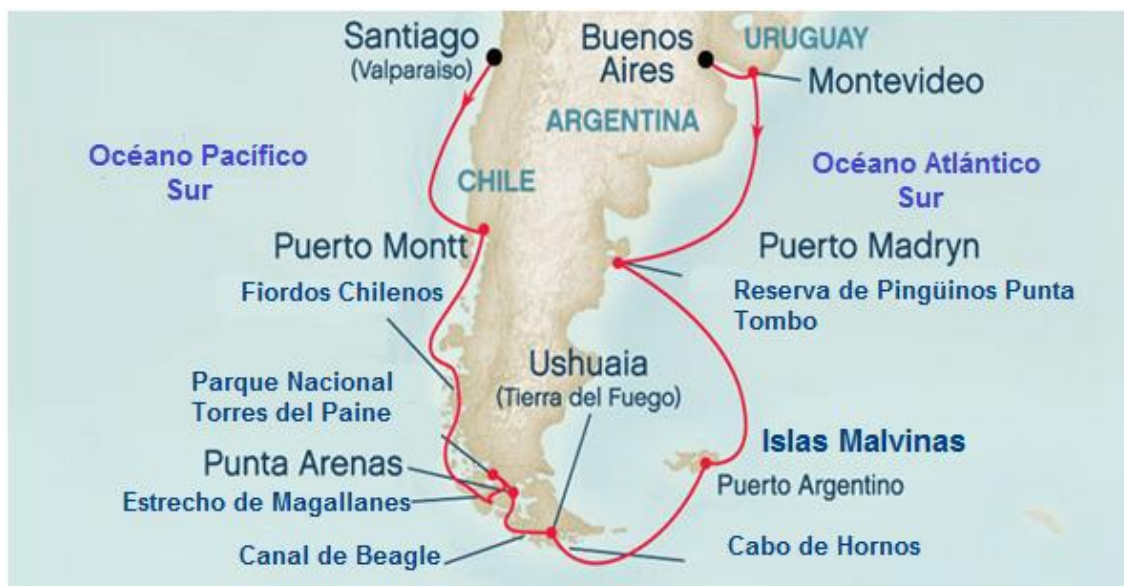 Santiago
(Valparaiso)
Buenos
Aires
URUGUAY
Montevideo
ARGENTINA
Océano Pacífico
Sur
CHILE
Océano Atlántico
Sur
Puerto Montt
Fiordos Chilenos
Puerto Madryn
Reserva de Pingüinos Punta
Tombo
Ushuaia
(Tierra del Fuego)
Parque Nacional
Torres del Paine
Islas Malvinas
Puerto Argentino
Punta Arenas
Estrecho de Magallanes
Canal de Beagle
Cabo de Hornos